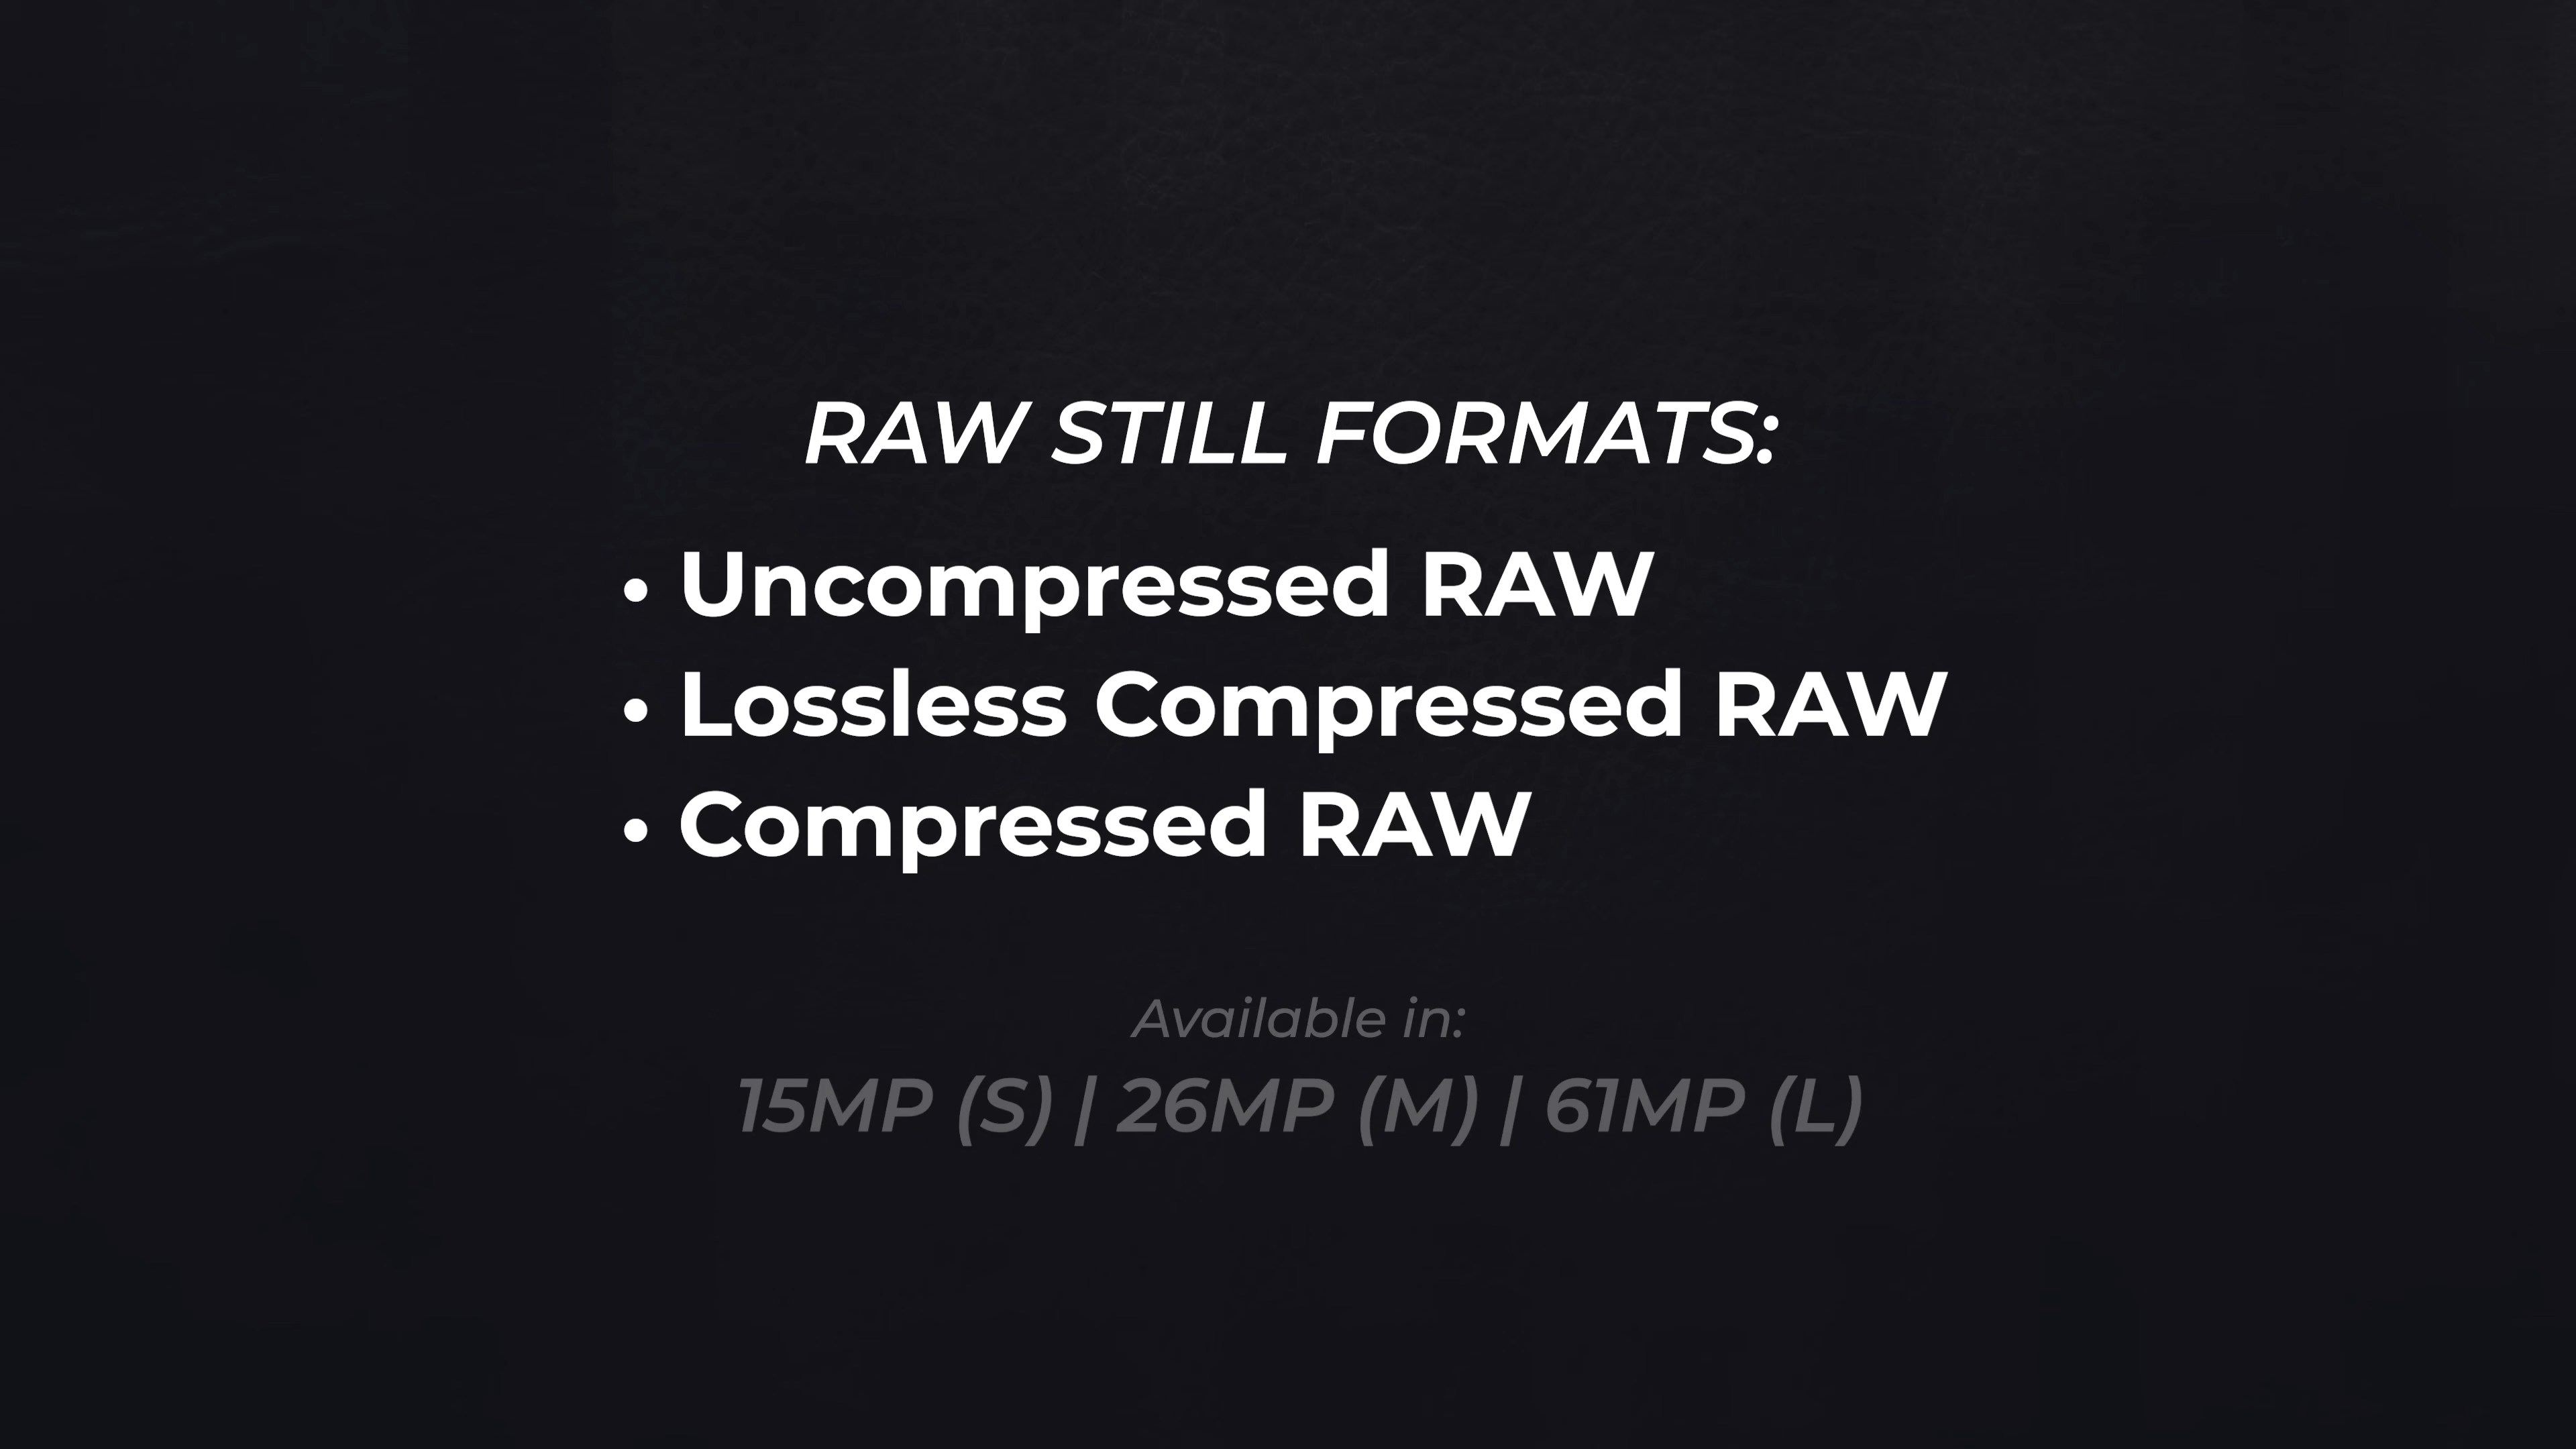 RAW STILL FORMATS:
• Uncompressed RAW
• Lossless Compressed RAW
• Compressed RAW
Available in:
15MP (S) | 26MP (M) | 61MP (L)